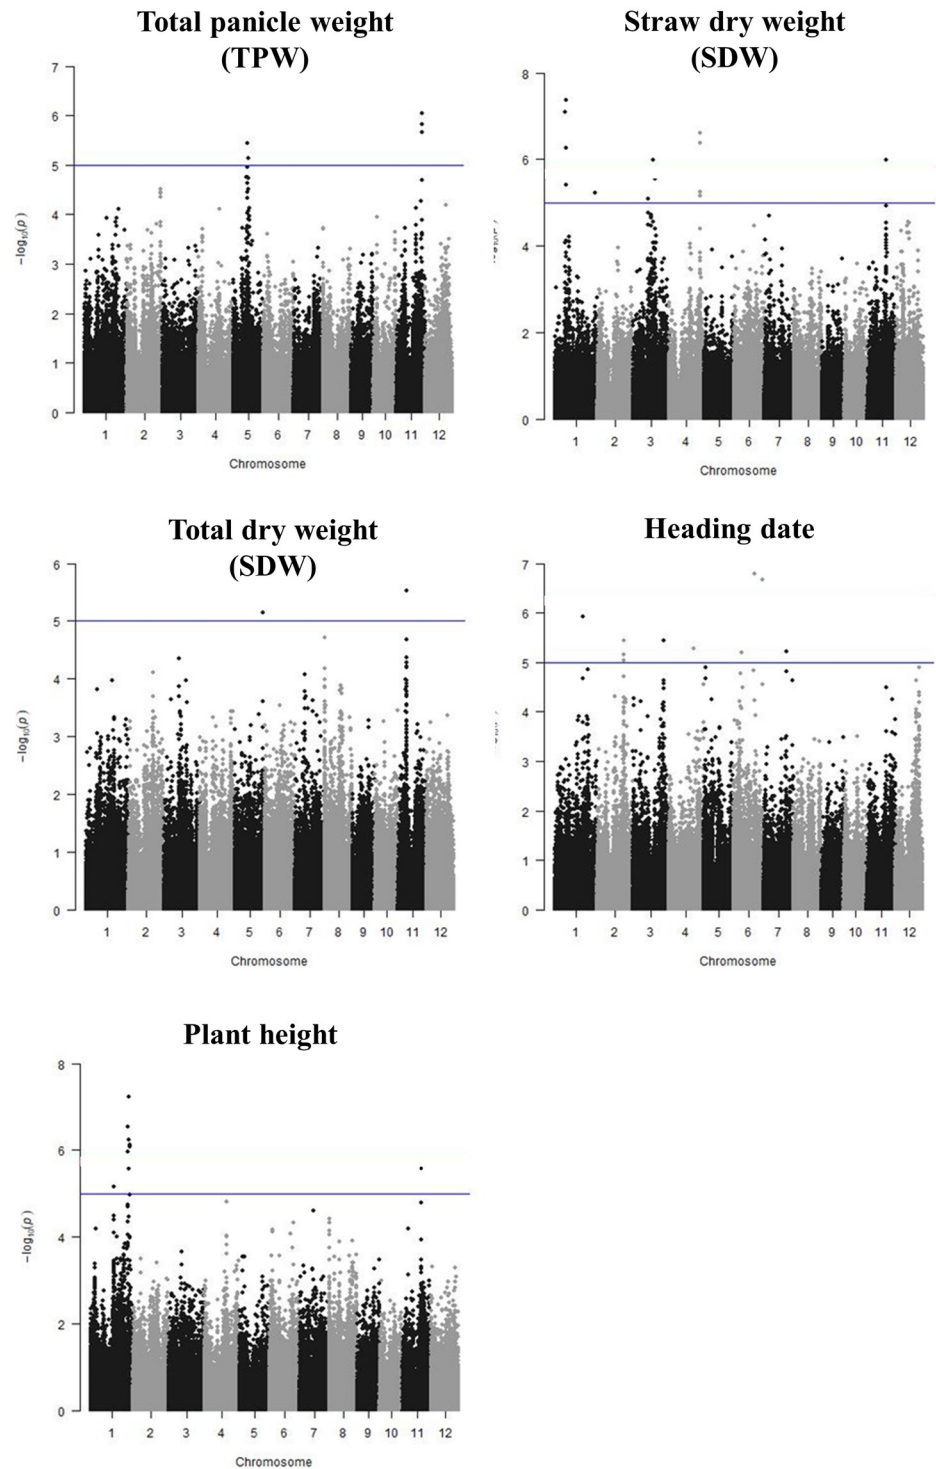 Total panicle weight
(TPW)
7
6
5
4
3
2
1
0
−log10(p)
1 2 3 4 5 6 7 8 9 10 11 12
Chromosome
Straw dry weight
(SDW)
8
6
4
2
0
1 2 3 4 5 6 7 8 9 10 11 12
Chromosome
Total dry weight
(SDW)
6
5
4
3
2
1
0
−log10(p)
1 2 3 4 5 6 7 8 9 10 11 12
Chromosome
Heading date
7
6
5
4
3
2
1
0
1 2 3 4 5 6 7 8 9 10 11 12
Chromosome
Plant height
8
6
4
2
0
−log10(p)
1 2 3 4 5 6 7 8 9 10 11 12
Chromosome